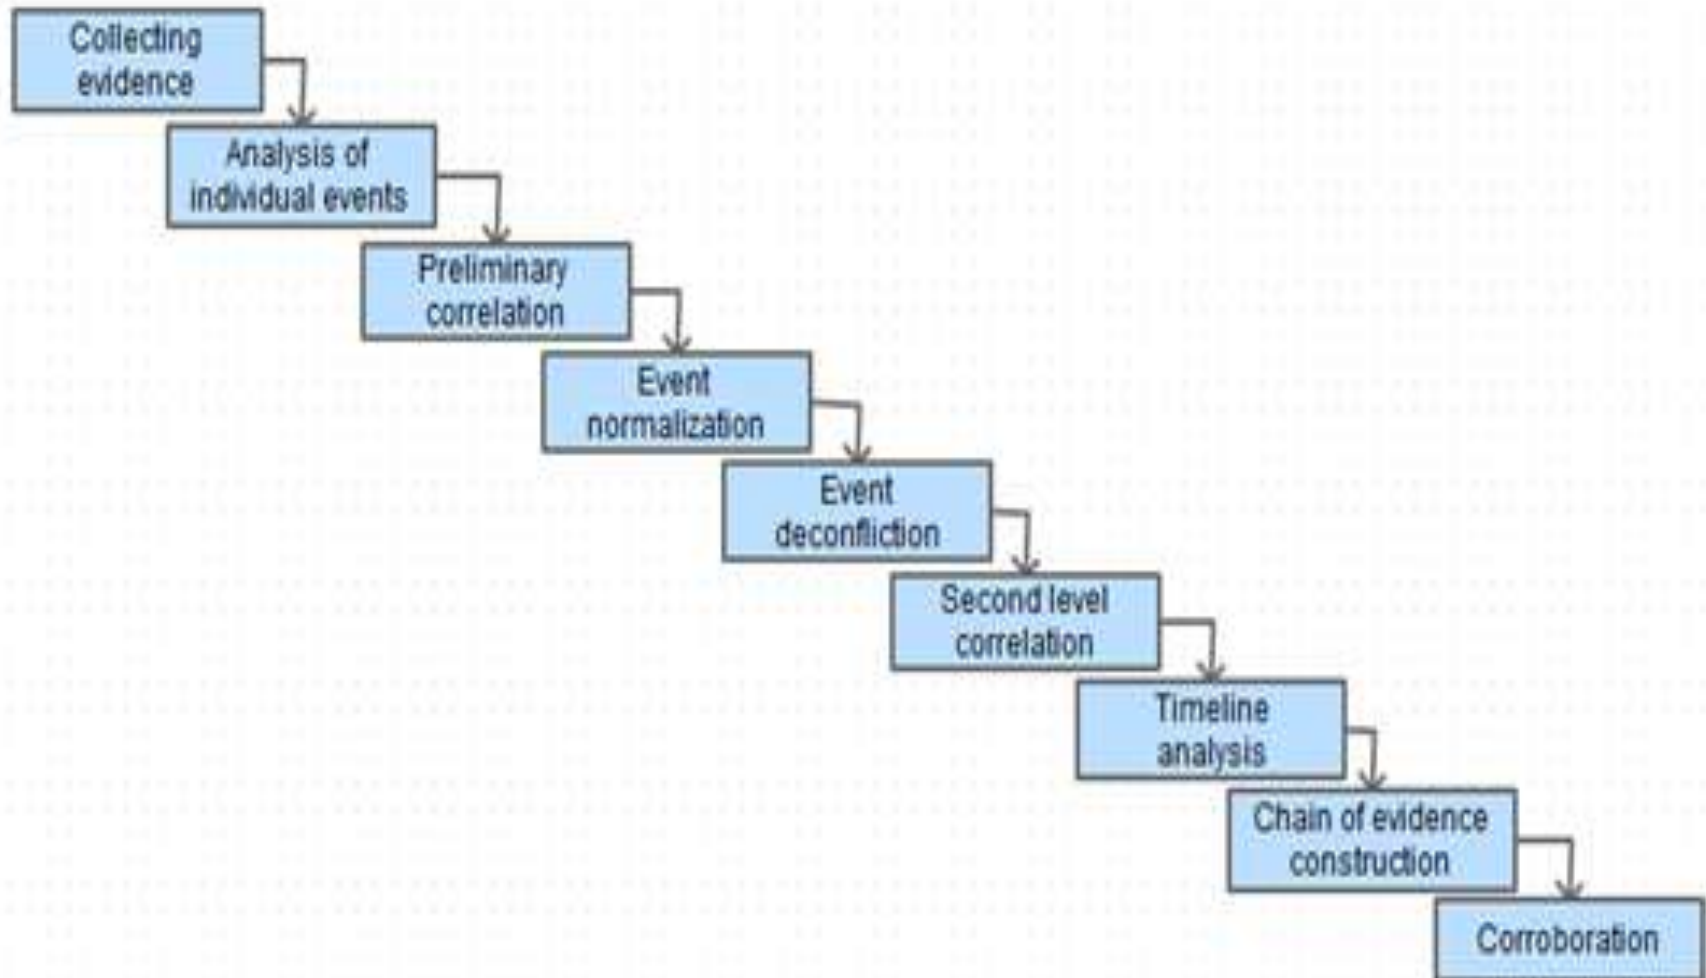 Collecting
evidence
Analysis of
individual events
Preliminary
correlation
Event
normalization
Event
deconfliction
Second level
correlation
Timeline
analysis
Chain of evidence
construction
Corroboration